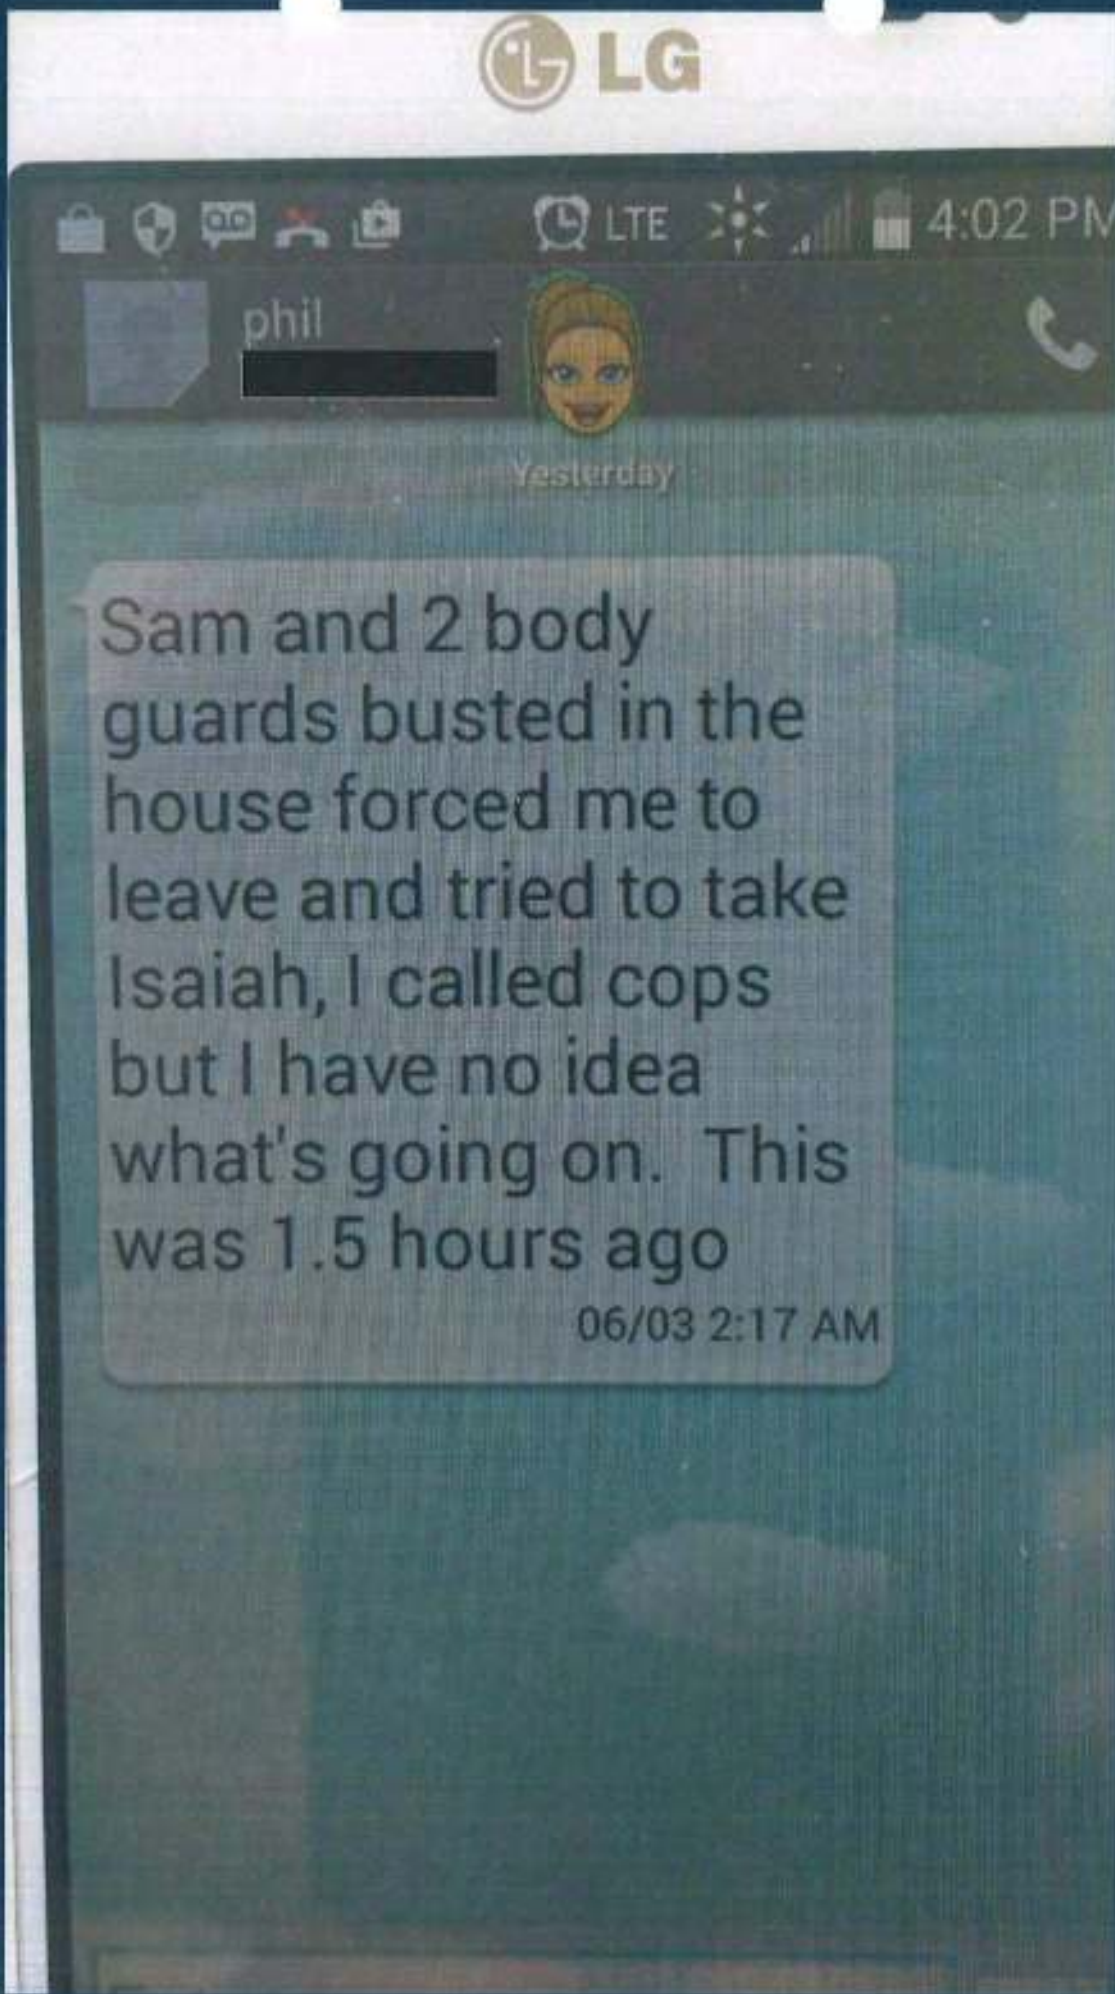 LG
LTE 4:02 PM
phil
Yesterday
Sam and 2 body
guards busted in the
house forced me to
leave and tried to take
Isaiah, I called cops
but I have no idea
what's going on.  This
was 1.5 hours ago
06/03 2:17 AM